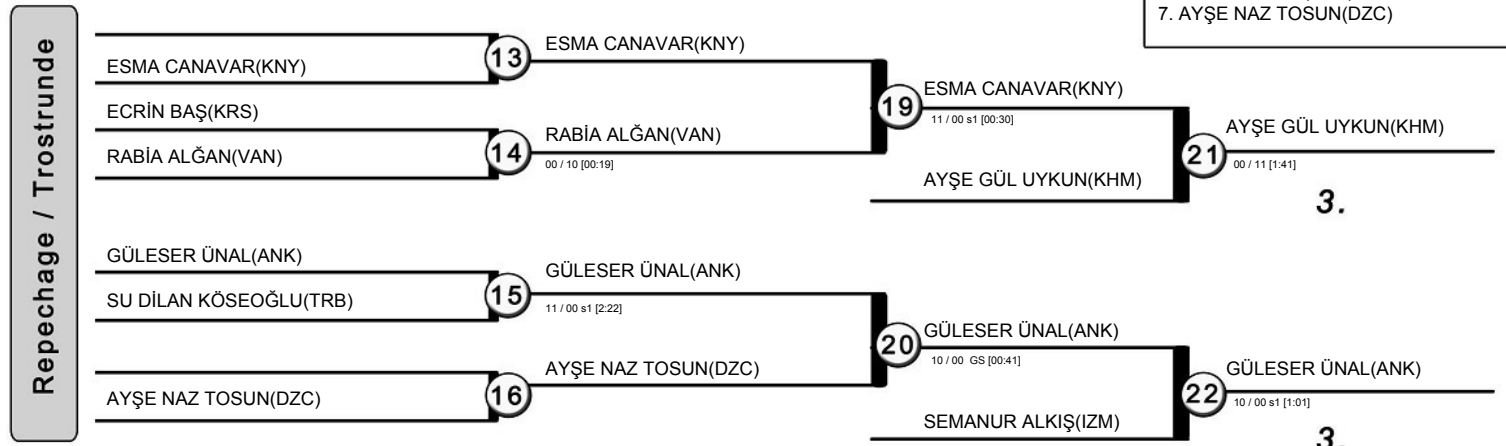 7. AYŞE NAZ TOSUN(DZC)
Repechage / Trostrunde
ESMA CANAVAR(KNY)
13
ESMA CANAVAR(KNY)
ECRİN BAŞ(KRS)
RABİA ALĞAN(VAN)
14
RABİA ALĞAN(VAN)
00 / 10 [00:19]
19
ESMA CANAVAR(KNY)
11 / 00 s1 [00:30]
AYŞE GÜL UYKUN(KHM)
21
AYŞE GÜL UYKUN(KHM)
00 / 11 [1:41]
3.
GÜLESER ÜNAL(ANK)
SU DİLAN KÖSEOĞLU(TRB)
15
GÜLESER ÜNAL(ANK)
11 / 00 s1 [2:22]
AYŞE NAZ TOSUN(DZC)
16
AYŞE NAZ TOSUN(DZC)
20
GÜLESER ÜNAL(ANK)
10 / 00 GS [00:41]
SEMANUR ALKIŞ(IZM)
22
GÜLESER ÜNAL(ANK)
10 / 00 s1 [1:01]
3.